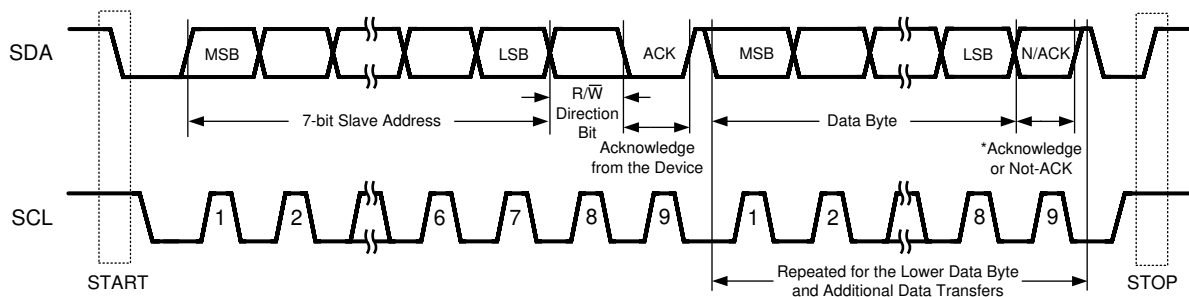 SDA
MSB
LSB
ACK
MSB
LSB
N/ACK
R/W̅
Direction
Bit
7-bit Slave Address
Data Byte
Acknowledge
from the Device
*Acknowledge
or Not-ACK
SCL
1
2
6
7
8
9
1
2
8
9
START
Repeated for the Lower Data Byte
and Additional Data Transfers
STOP